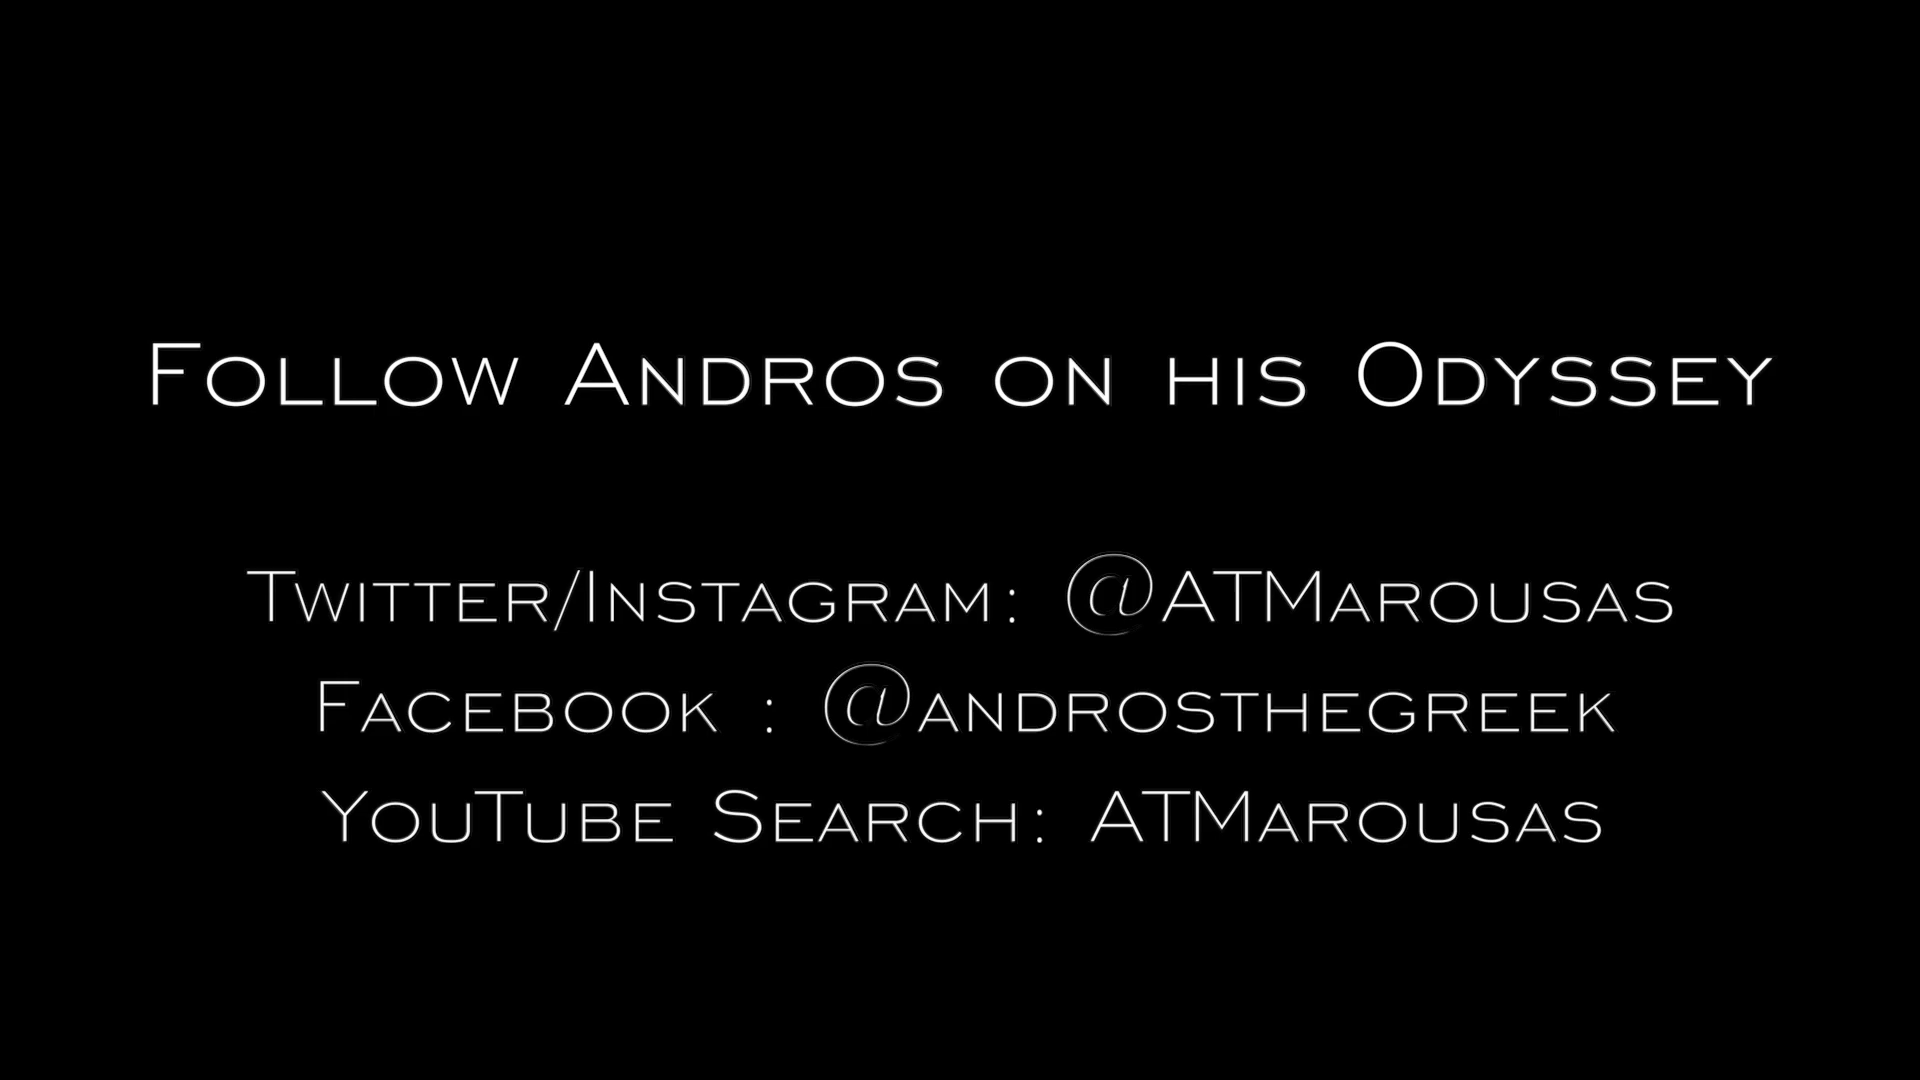 Follow Andros on his Odyssey
Twitter/Instagram: @ATMarousas
Facebook : @androsthegreek
YouTube Search: ATMarousas